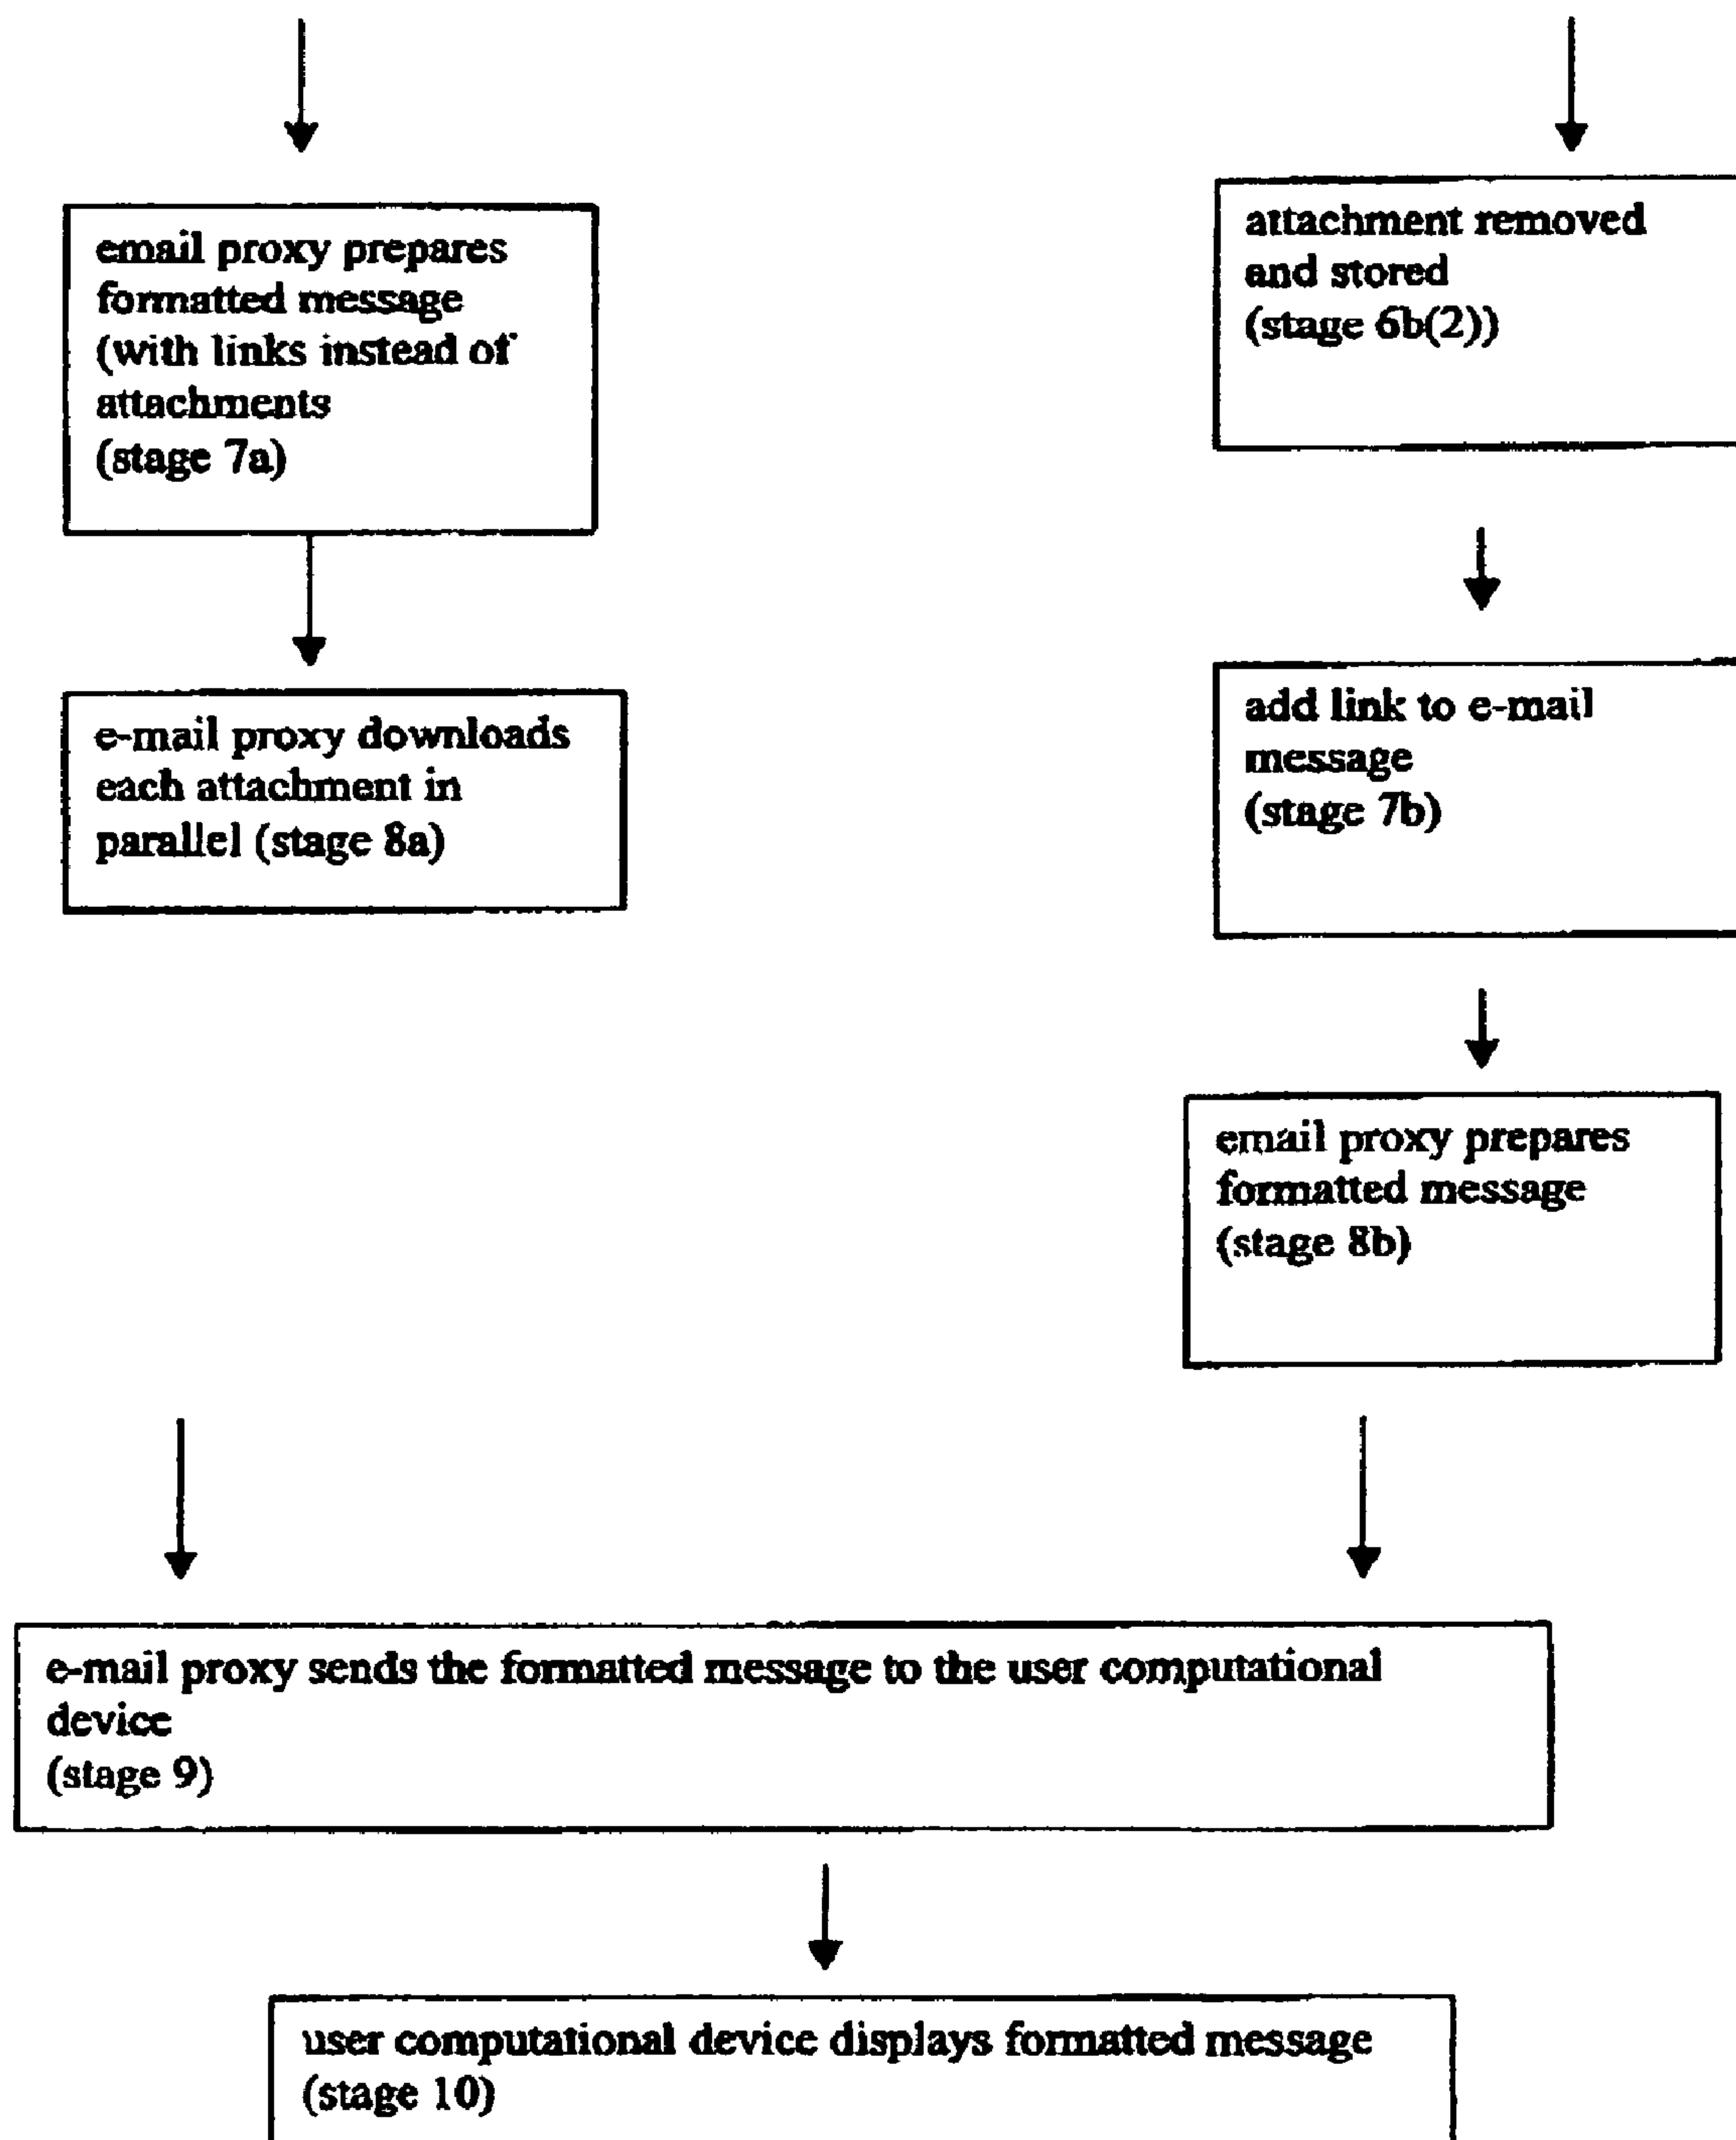 email proxy prepares
formatted message
(with links instead of
attachments
(stage 7a)
attachment removed
and stored
(stage 6b(2))
e-mail proxy downloads
each attachment in
parallel (stage 8a)
add link to e-mail
message
(stage 7b)
email proxy prepares
formatted message
(stage 8b)
e-mail proxy sends the formatted message to the user computational
device
(stage 9)
user computational device displays formatted message
(stage 10)